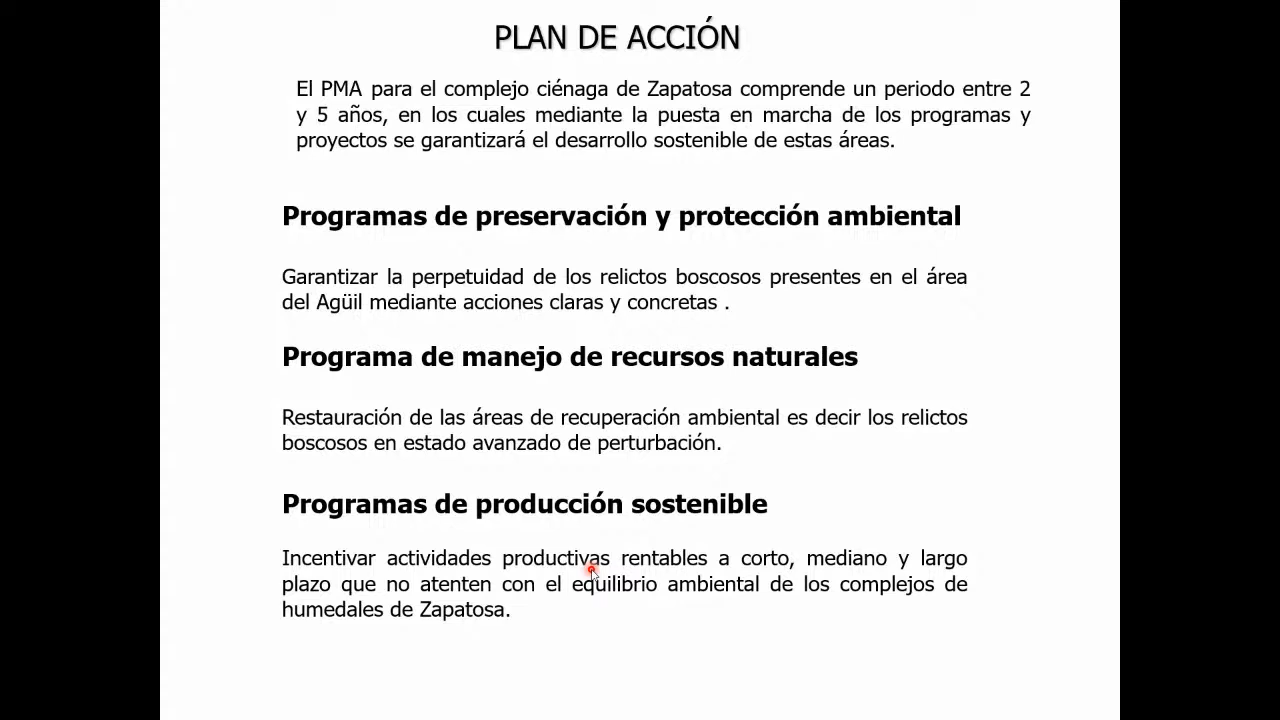 PLAN DE ACCIÓN
El PMA para el complejo ciénaga de Zapatosa comprende un periodo entre 2
y 5 años, en los cuales mediante la puesta en marcha de los programas y
proyectos se garantizará el desarrollo sostenible de estas áreas.
Programas de preservación y protección ambiental
Garantizar la perpetuidad de los relictos boscosos presentes en el área
del Agüil mediante acciones claras y concretas .
Programa de manejo de recursos naturales
Restauración de las áreas de recuperación ambiental es decir los relictos
boscosos en estado avanzado de perturbación.
Programas de producción sostenible
Incentivar actividades productivas rentables a corto, mediano y largo
plazo que no atenten con el equilibrio ambiental de los complejos de
humedales de Zapatosa.